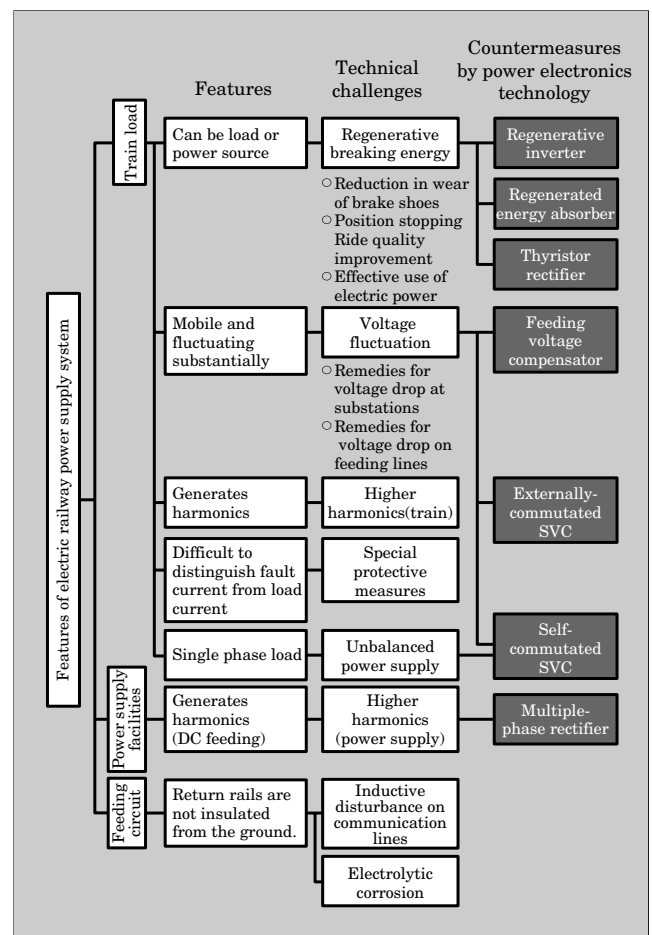 Features
Technical
challenges
Countermeasures
by power electronics
technology
Features of electric railway power supply system
Train load
Can be load or
power source
Regenerative
breaking energy
○Reduction in wear
of brake shoes
○Position stopping
Ride quality
improvement
○Effective use of
electric power
Regenerative
inverter
Regenerated
energy absorber
Thyristor
rectifier
Mobile and
fluctuating
substantially
Voltage
fluctuation
○Remedies for
voltage drop at
substations
○Remedies for
voltage drop on
feeding lines
Feeding
voltage
compensator
Generates
harmonics
Higher
harmonics(train)
Externally-
commutated
SVC
Difficult to
distinguish fault
current from load
current
Special
protective
measures
Single phase load
Unbalanced
power supply
Self-
commutated
SVC
Power supply
facilities
Generates
harmonics
(DC feeding)
Higher
harmonics
(power supply)
Multiple-
phase rectifier
Feeding
circuit
Return rails are
not insulated
from the ground.
Inductive
disturbance on
communication
lines
Electrolytic
corrosion